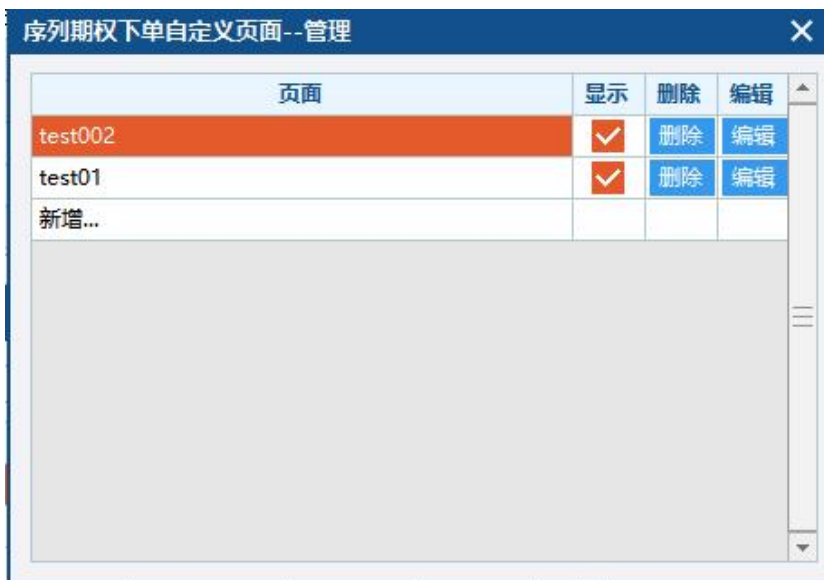 序列期权下单自定义页面--管理
页面 显示 删除 编辑
test002 删除 编辑
test01 删除 编辑
新增...